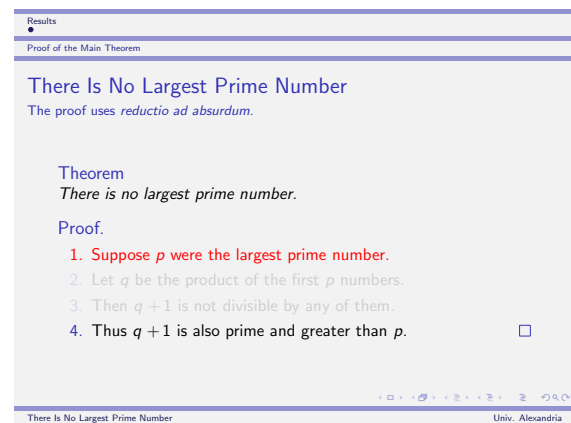 Results
Proof of the Main Theorem
There Is No Largest Prime Number
The proof uses reductio ad absurdum.
Theorem
There is no largest prime number.
Proof.
1. Suppose p were the largest prime number.
2. Let q be the product of the first p numbers.
3. Then q + 1 is not divisible by any of them.
4. Thus q + 1 is also prime and greater than p.
There Is No Largest Prime Number Univ. Alexandria